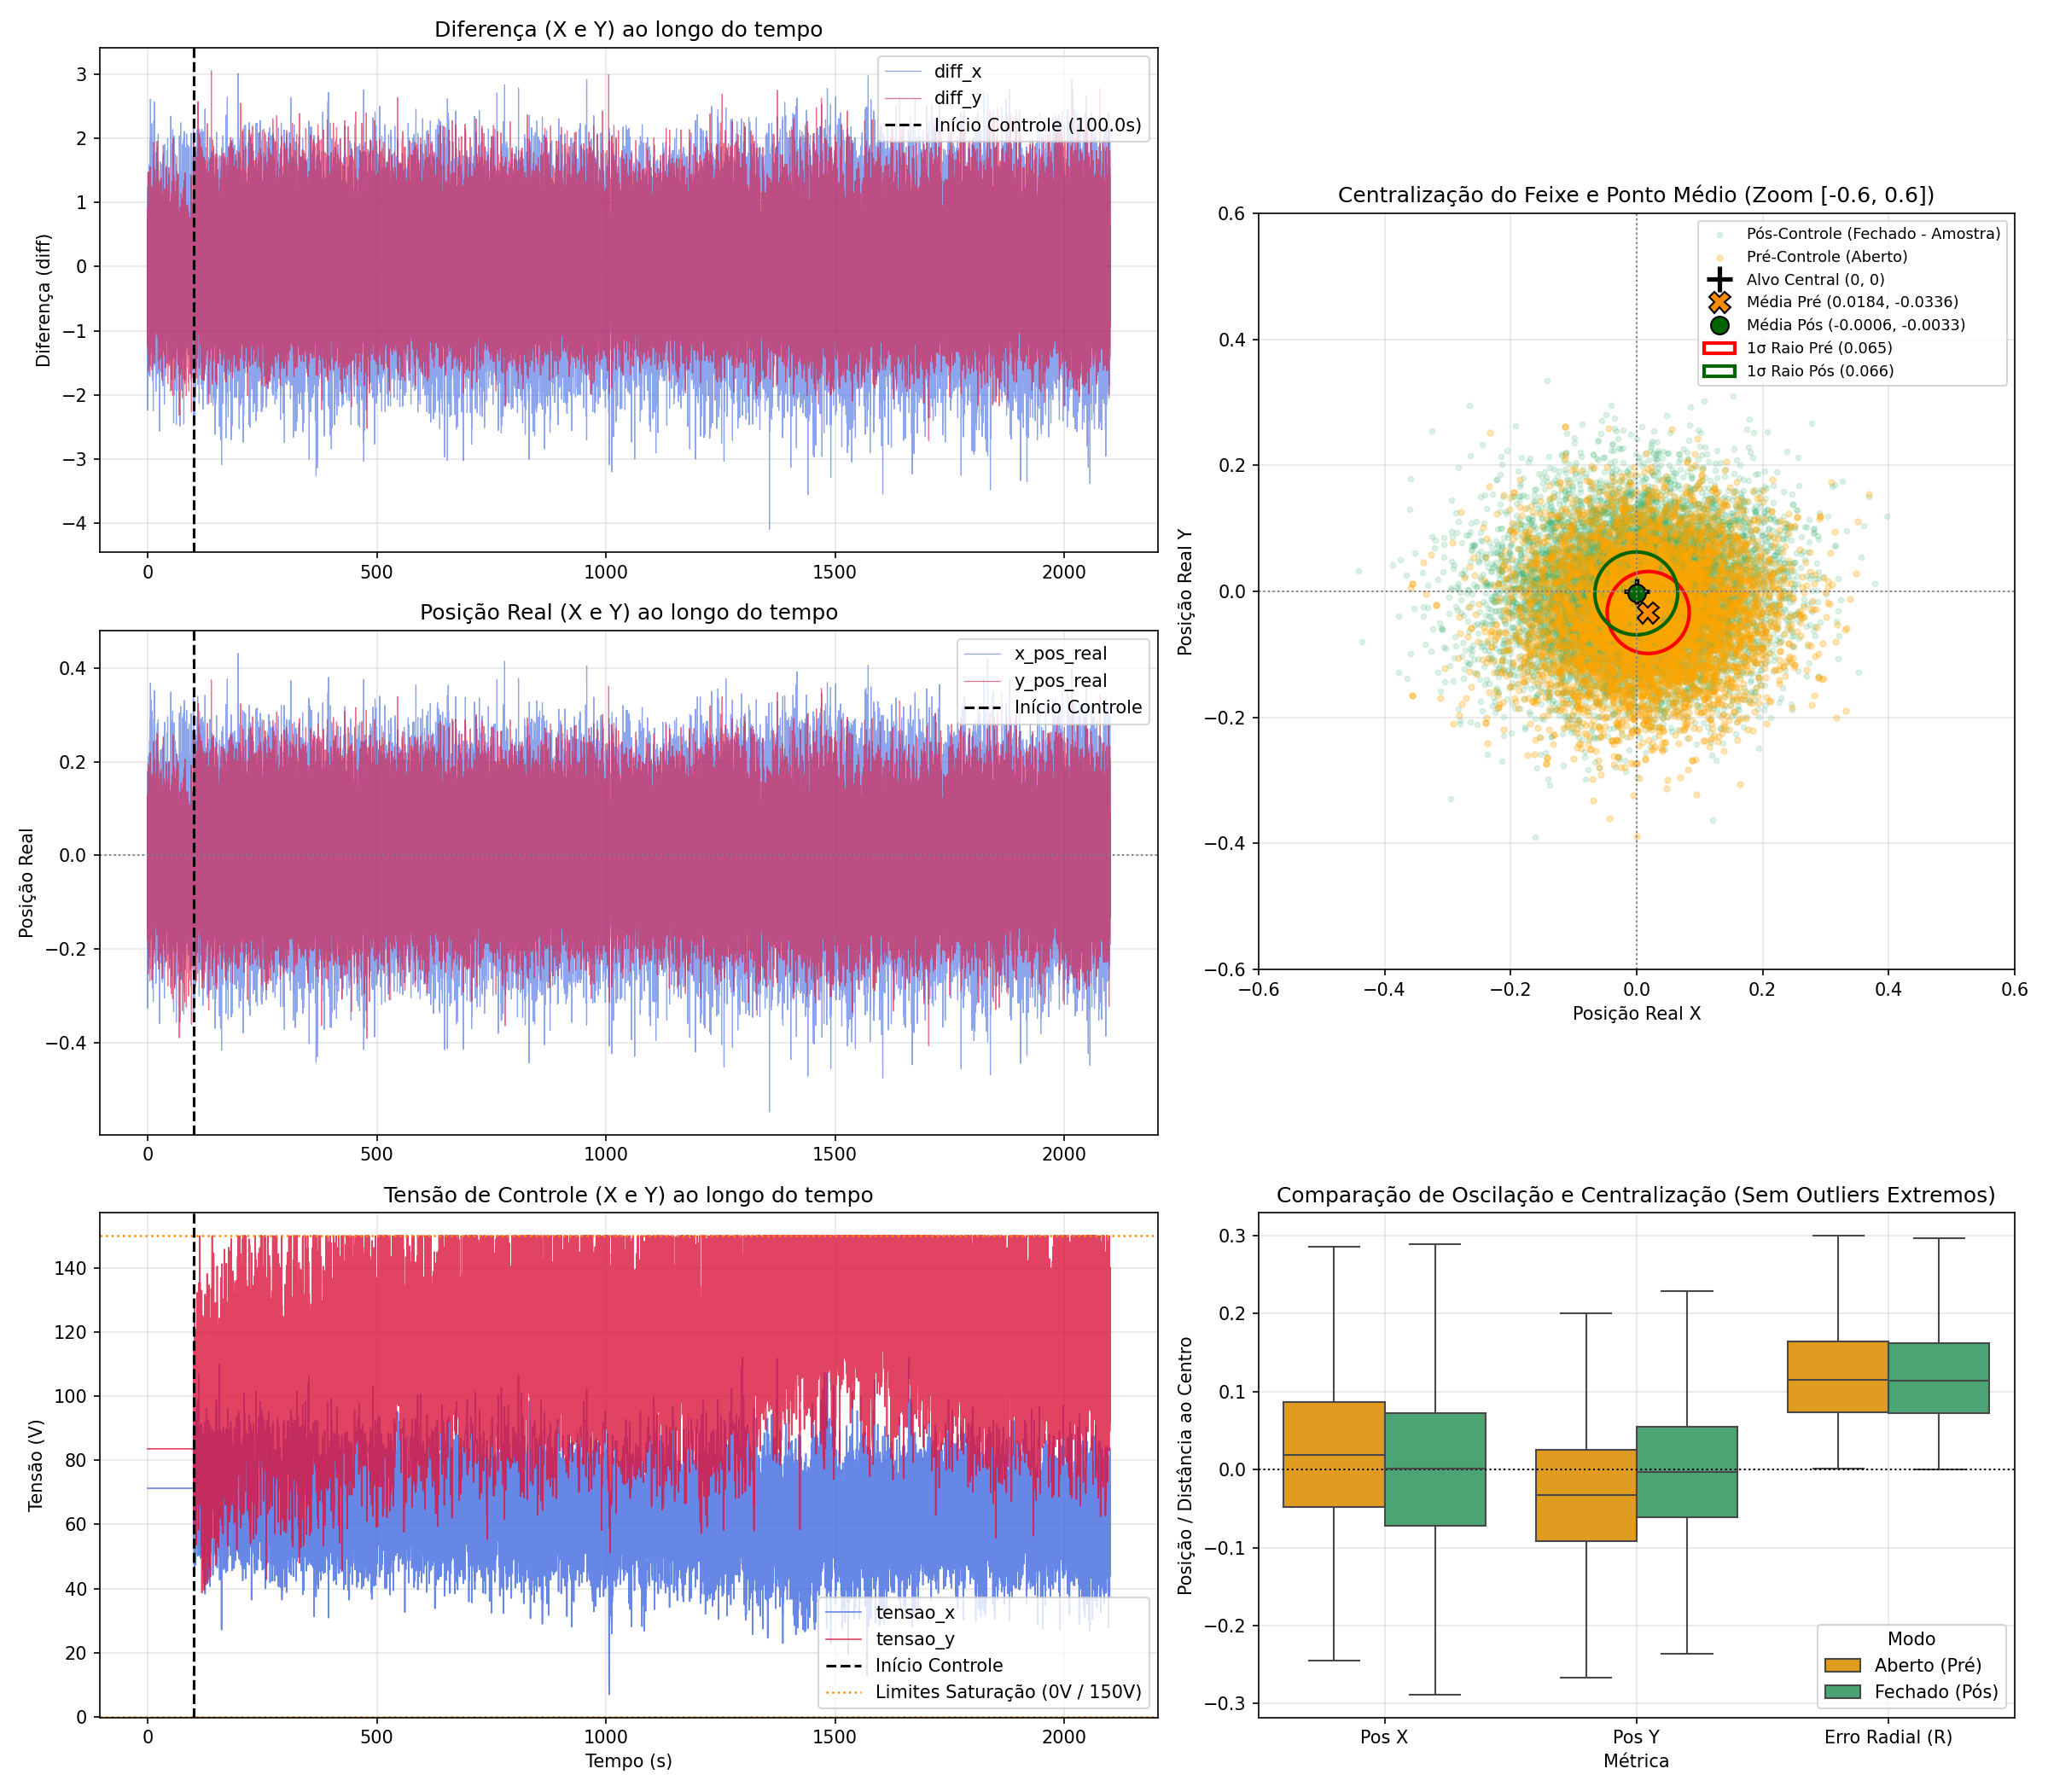 Diferença (X e Y) ao longo do tempo
Diferença (diff)
3
2
1
0
−1
−2
−3
−4
0
500
1000
1500
2000
diff_x
diff_y
Início Controle (100.0s)
Posição Real (X e Y) ao longo do tempo
Posição Real
0.4
0.2
0.0
−0.2
−0.4
0
500
1000
1500
2000
x_pos_real
y_pos_real
Início Controle
Tensão de Controle (X e Y) ao longo do tempo
Tensão (V)
140
120
100
80
60
40
20
0
0
500
1000
1500
2000
Tempo (s)
tensao_x
tensao_y
Início Controle
Limites Saturação (0V / 150V)
Centralização do Feixe e Ponto Médio (Zoom [-0.6, 0.6])
Posição Real Y
0.6
0.4
0.2
0.0
−0.2
−0.4
−0.6
−0.6
−0.4
−0.2
0.0
0.2
0.4
0.6
Posição Real X
Pós-Controle (Fechado - Amostra)
Pré-Controle (Aberto)
Alvo Central (0, 0)
Média Pré (0.0184, -0.0336)
Média Pós (-0.0006, -0.0033)
1σ Raio Pré (0.065)
1σ Raio Pós (0.066)
Comparação de Oscilação e Centralização (Sem Outliers Extremos)
Posição / Distância ao Centro
0.3
0.2
0.1
0.0
−0.1
−0.2
−0.3
Pos X
Pos Y
Erro Radial (R)
Métrica
Modo
Aberto (Pré)
Fechado (Pós)